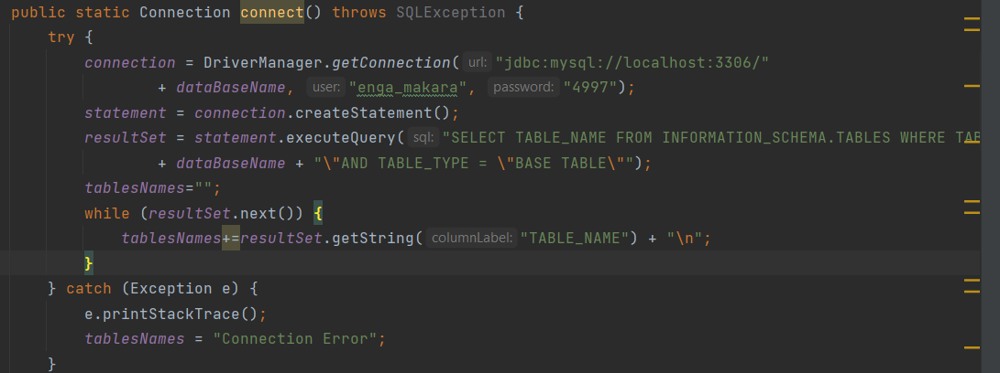 public static Connection connect() throws SQLException {
try {
connection = DriverManager.getConnection( url: "jdbc:mysql://localhost:3306/"
+ dataBaseName, user: "enga_makara", password: "4997");
statement = connection.createStatement();
resultSet = statement.executeQuery( sql: "SELECT TABLE_NAME FROM INFORMATION_SCHEMA.TABLES WHERE TAB
+ dataBaseName + "\"AND TABLE_TYPE = \"BASE TABLE\"");
tablesNames="";
while (resultSet.next()) {
tablesNames+=resultSet.getString( columnLabel: "TABLE_NAME") + "\n";
}
} catch (Exception e) {
e.printStackTrace();
tablesNames = "Connection Error";
}